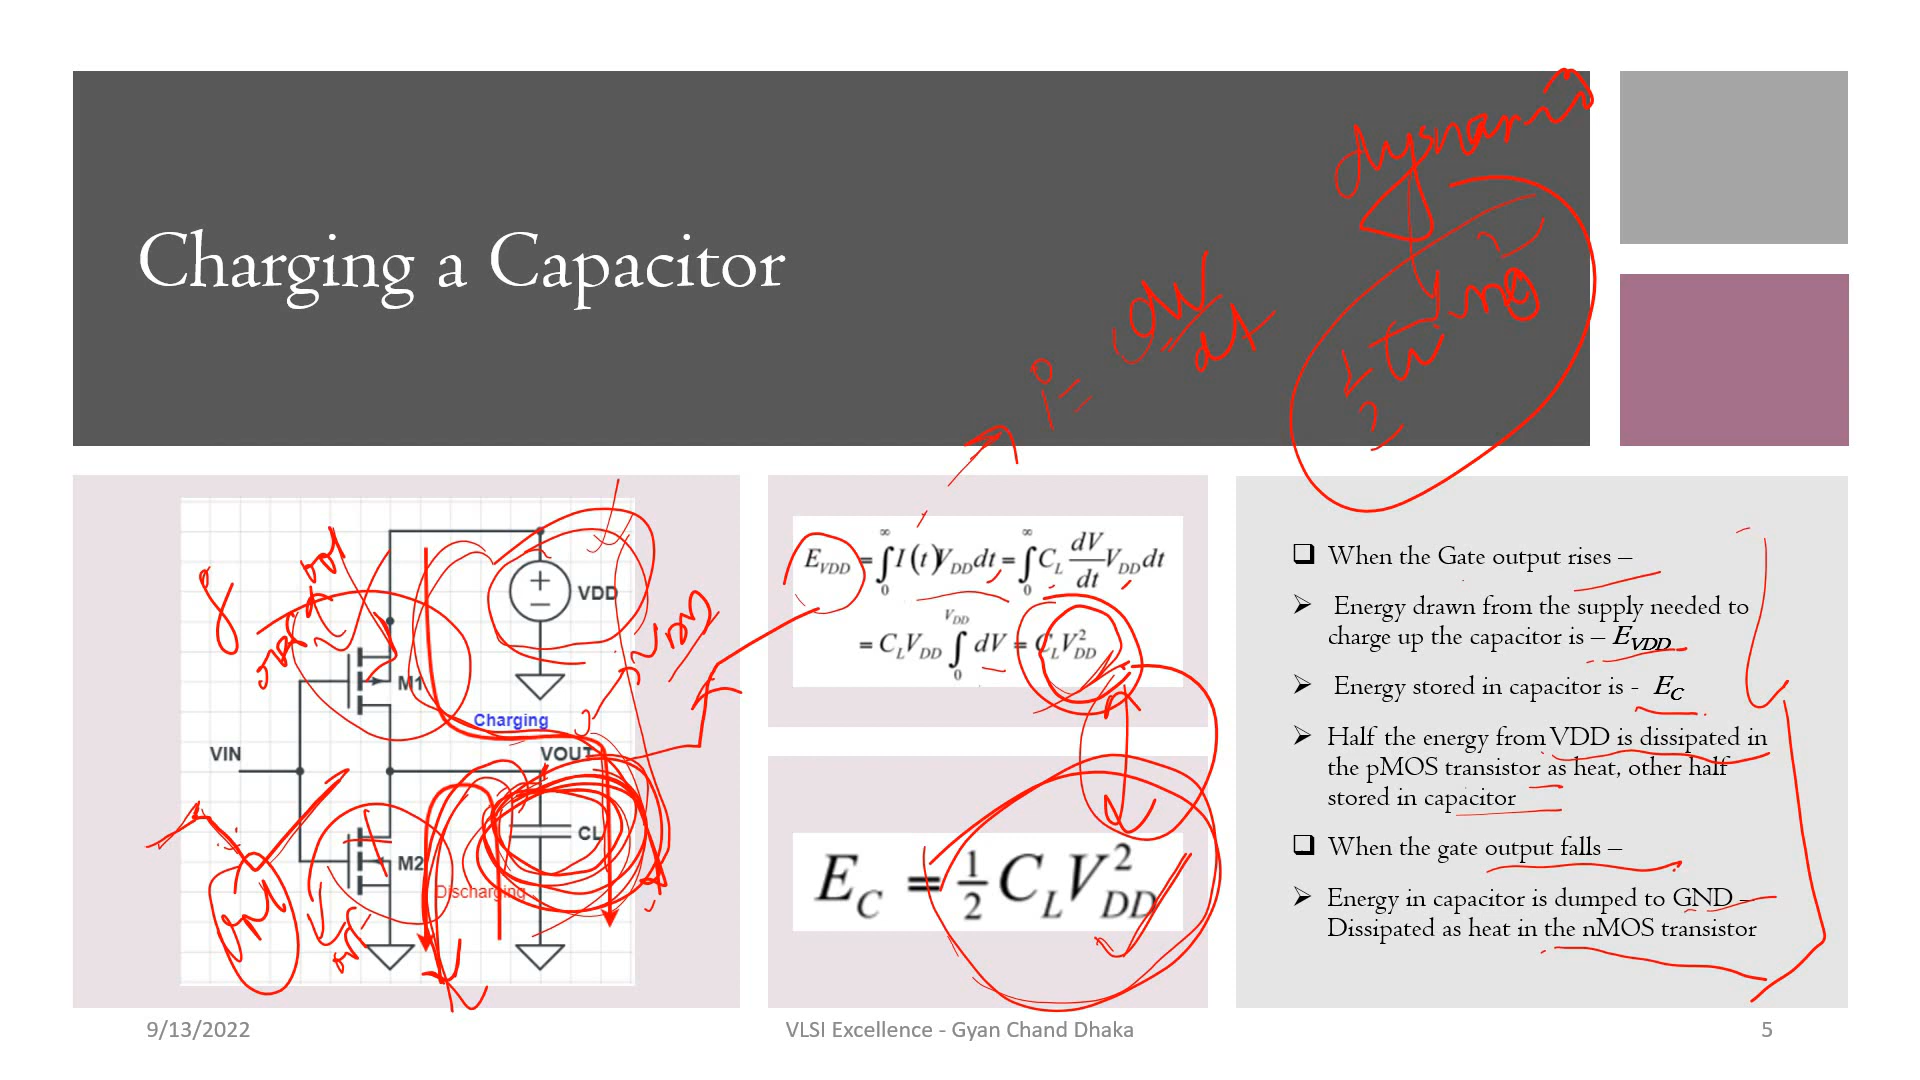 Charging a Capacitor
VDD
M1
Charging
VIN
VOUT
CL
M2
Discharging
VDD
i = C dV/dt
E_VDD = ∫₀^∞ I(t)V_DD dt = ∫₀^∞ C_L dV/dt V_DD dt
= C_L V_DD ∫₀^{V_DD} dV = C_L V_DD²
E_C = 1/2 C_L V_DD²
When the Gate output rises –
Energy drawn from the supply needed to
charge up the capacitor is – E_VDD
Energy stored in capacitor is - E_C
Half the energy from VDD is dissipated in
the pMOS transistor as heat, other half
stored in capacitor
When the gate output falls –
Energy in capacitor is dumped to GND –
Dissipated as heat in the nMOS transistor
9/13/2022
VLSI Excellence - Gyan Chand Dhaka
5